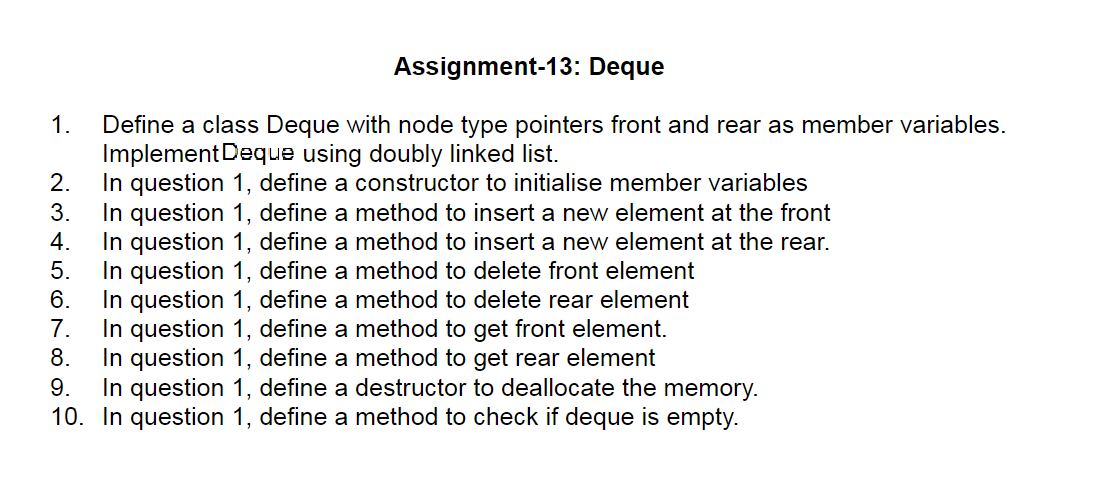 Assignment-13: Deque
1. Define a class Deque with node type pointers front and rear as member variables.
Implement Deque using doubly linked list.
2. In question 1, define a constructor to initialise member variables
3. In question 1, define a method to insert a new element at the front
4. In question 1, define a method to insert a new element at the rear.
5. In question 1, define a method to delete front element
6. In question 1, define a method to delete rear element
7. In question 1, define a method to get front element.
8. In question 1, define a method to get rear element
9. In question 1, define a destructor to deallocate the memory.
10. In question 1, define a method to check if deque is empty.